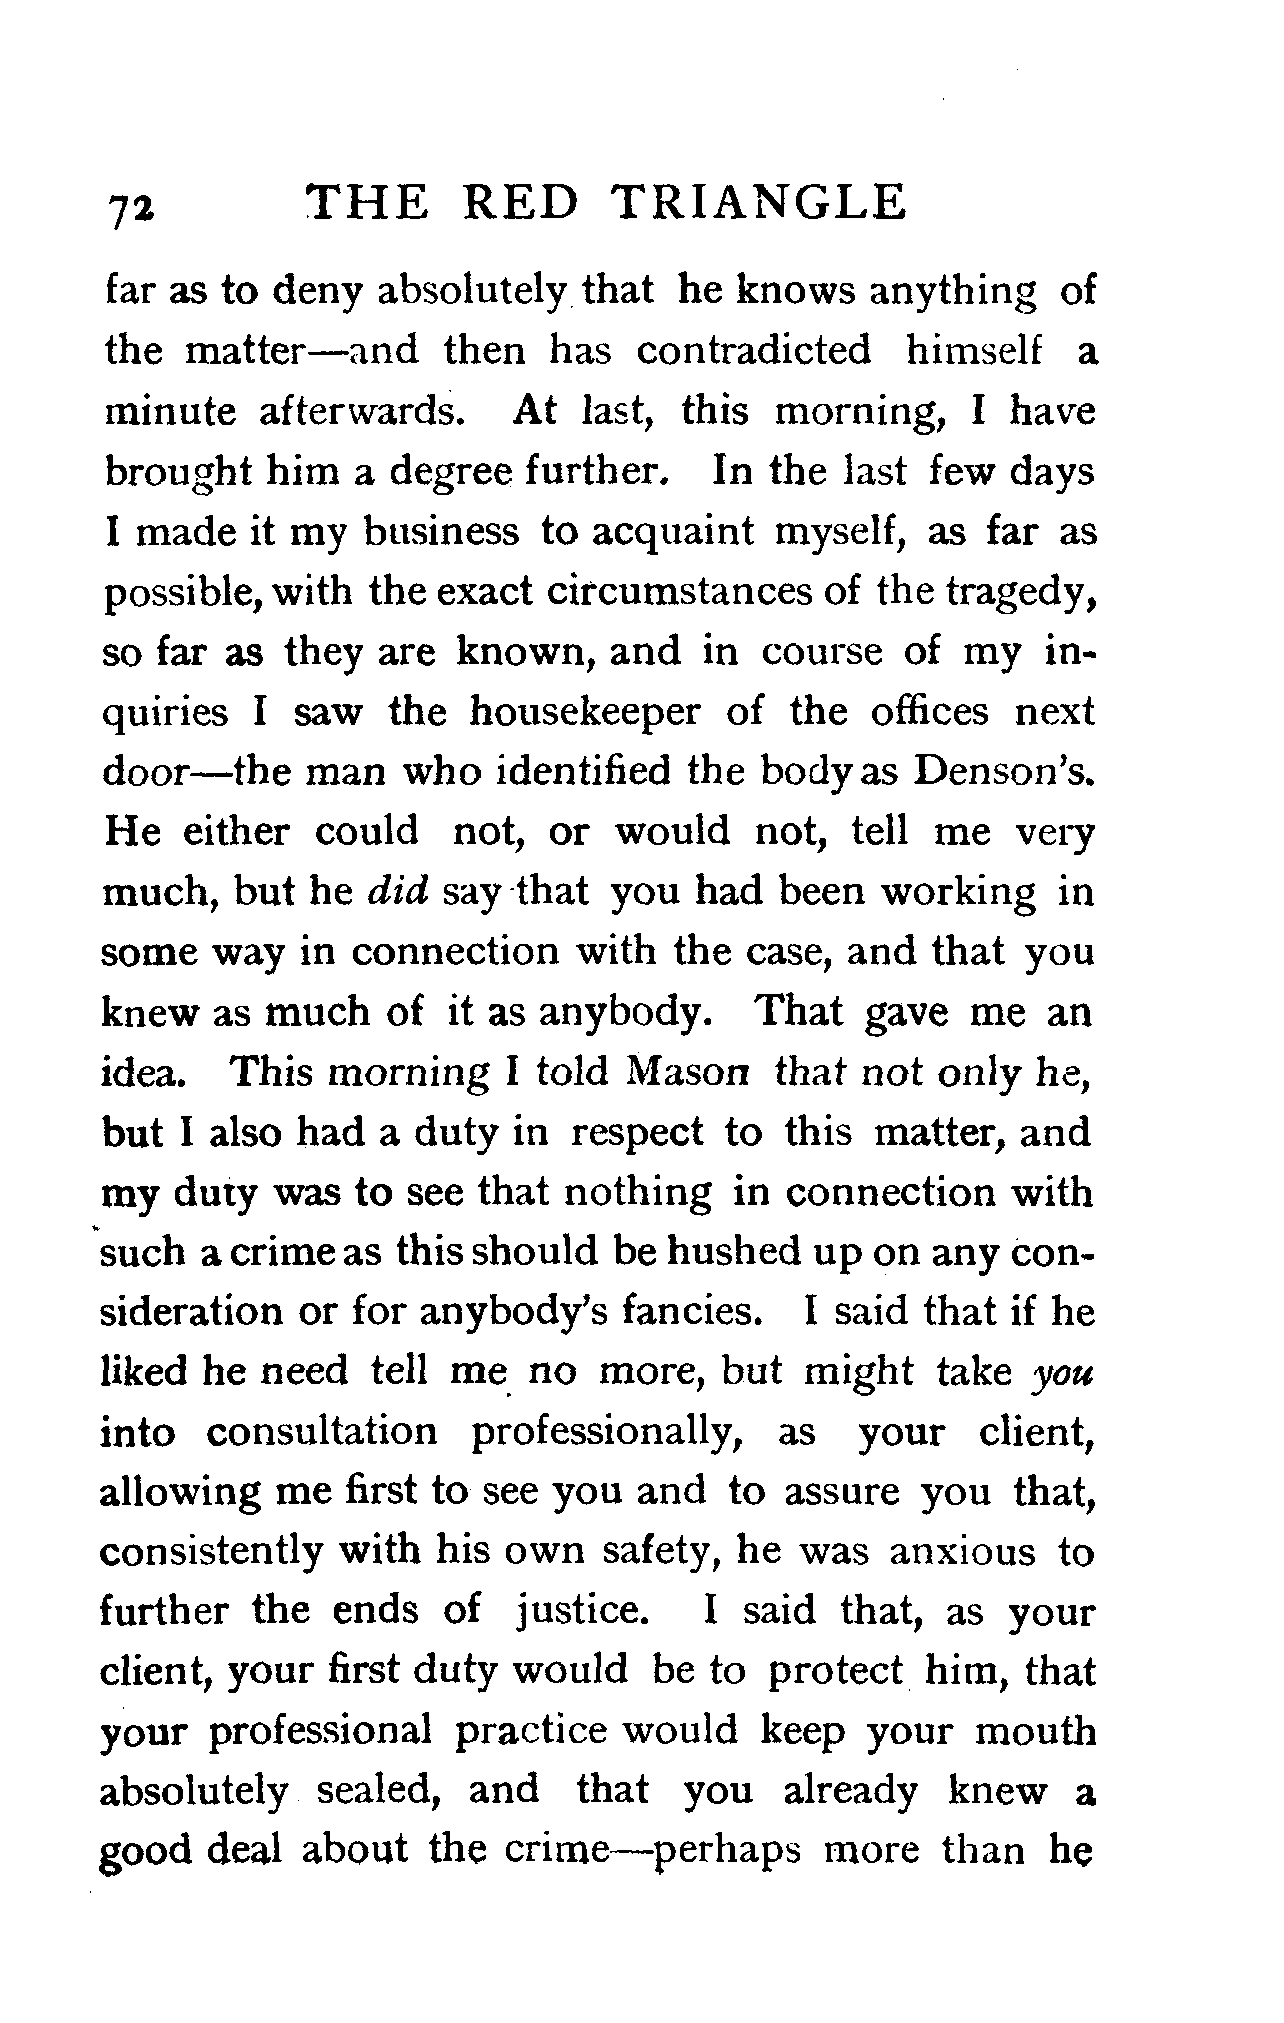 72 THE RED TRIANGLE
far as to deny absolutely that he knows anything of
the matter—and then has contradicted himself a
minute afterwards. At last, this morning, I have
brought him a degree further. In the last few days
I made it my business to acquaint myself, as far as
possible, with the exact circumstances of the tragedy,
so far as they are known, and in course of my in-
quiries I saw the housekeeper of the offices next
door—the man who identified the body as Denson's.
He either could not, or would not, tell me very
much, but he did say that you had been working in
some way in connection with the case, and that you
knew as much of it as anybody. That gave me an
idea. This morning I told Mason that not only he,
but I also had a duty in respect to this matter, and
my duty was to see that nothing in connection with
such a crime as this should be hushed up on any con-
sideration or for anybody's fancies. I said that if he
liked he need tell me no more, but might take you
into consultation professionally, as your client,
allowing me first to see you and to assure you that,
consistently with his own safety, he was anxious to
further the ends of justice. I said that, as your
client, your first duty would be to protect him, that
your professional practice would keep your mouth
absolutely sealed, and that you already knew a
good deal about the crime—perhaps more than he